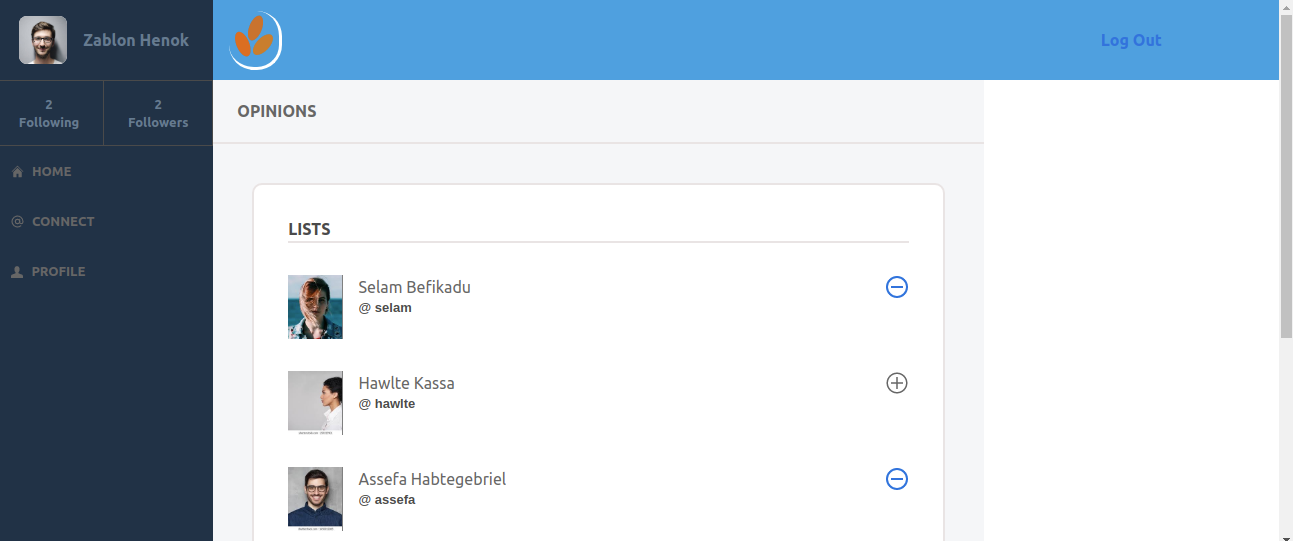 Zablon Henok
Log Out
2
Following
2
Followers
HOME
CONNECT
PROFILE
OPINIONS
LISTS
Selam Befikadu
@ selam
Hawlte Kassa
@ hawlte
Assefa Habtegebriel
@ assefa